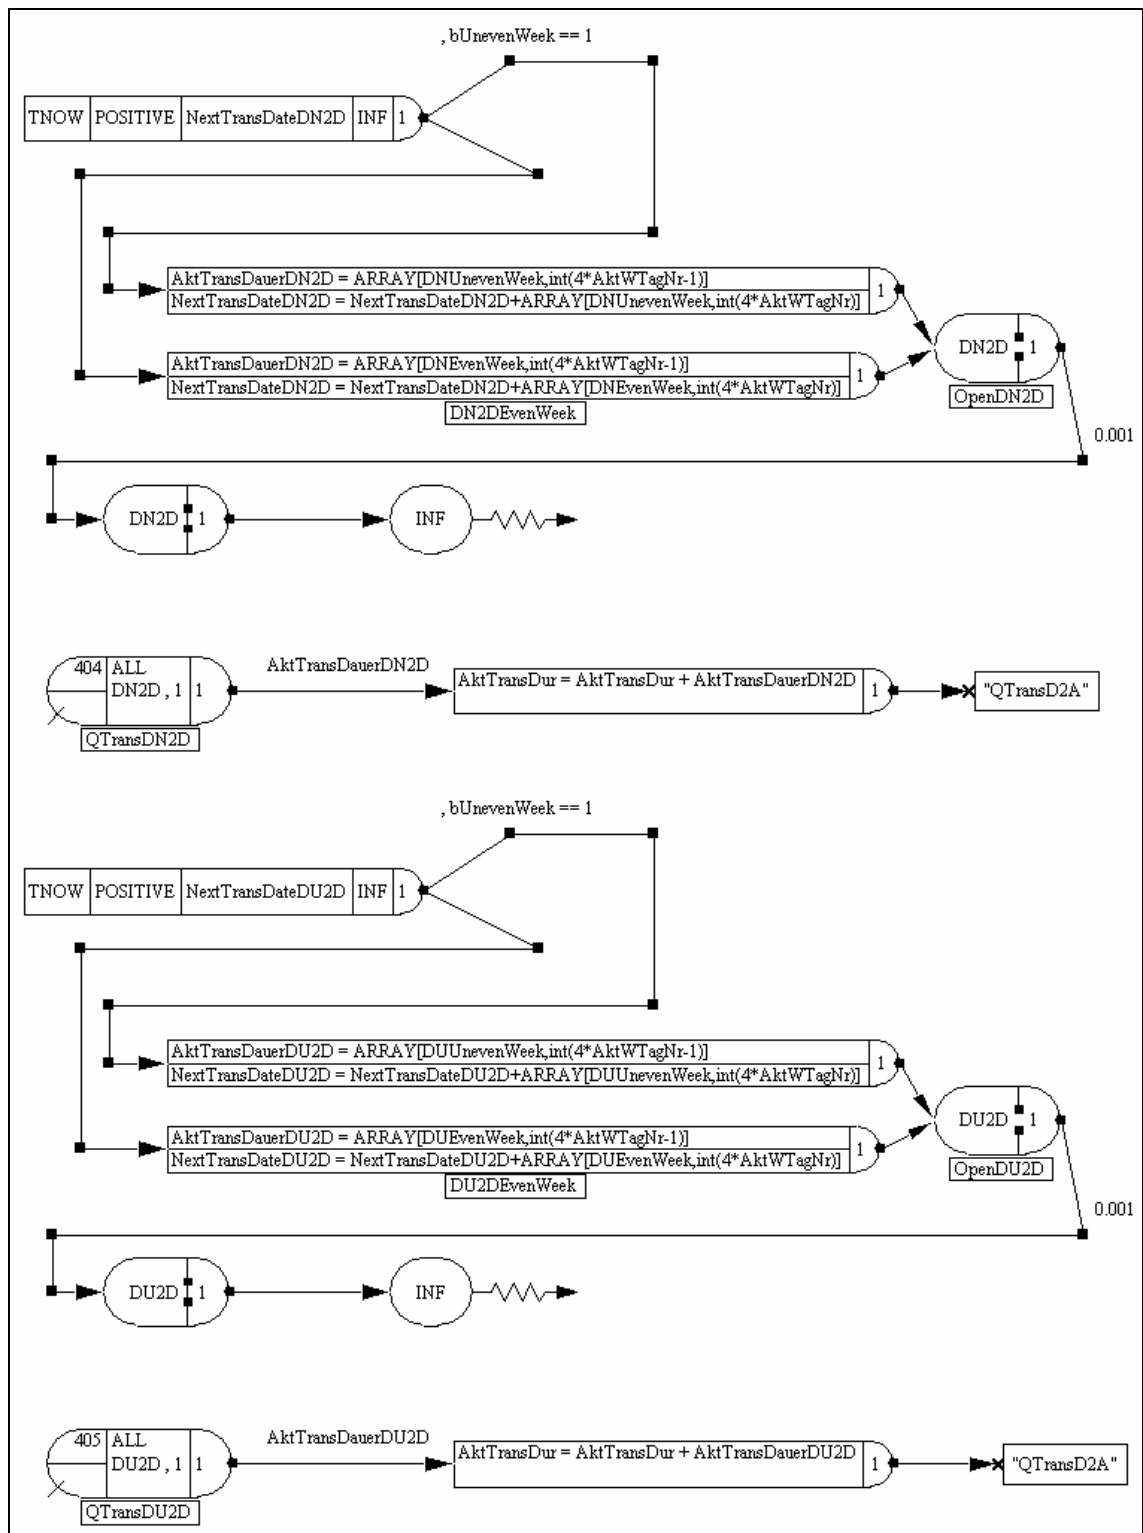 , bUnevenWeek == 1
TNOW POSITIVE NextTransDateDN2D INF 1
AktTransDauerDN2D = ARRAY[DNUnevenWeek,int(4*AktWTagNr-1)]
NextTransDateDN2D = NextTransDateDN2D+ARRAY[DNUnevenWeek,int(4*AktWTagNr)]
1
AktTransDauerDN2D = ARRAY[DNEvenWeek,int(4*AktWTagNr-1)]
NextTransDateDN2D = NextTransDateDN2D+ARRAY[DNEvenWeek,int(4*AktWTagNr)]
1
DN2DEvenWeek
DN2D 1
OpenDN2D
0.001
DN2D 1
INF
404 ALL
DN2D , 1 1
QTransDN2D
AktTransDauerDN2D
AktTransDur = AktTransDur + AktTransDauerDN2D
1
"QTransD2A"
, bUnevenWeek == 1
TNOW POSITIVE NextTransDateDU2D INF 1
AktTransDauerDU2D = ARRAY[DUUnevenWeek,int(4*AktWTagNr-1)]
NextTransDateDU2D = NextTransDateDU2D+ARRAY[DUUnevenWeek,int(4*AktWTagNr)]
1
AktTransDauerDU2D = ARRAY[DUEvenWeek,int(4*AktWTagNr-1)]
NextTransDateDU2D = NextTransDateDU2D+ARRAY[DUEvenWeek,int(4*AktWTagNr)]
1
DU2DEvenWeek
DU2D 1
OpenDU2D
0.001
DU2D 1
INF
405 ALL
DU2D , 1 1
QTransDU2D
AktTransDauerDU2D
AktTransDur = AktTransDur + AktTransDauerDU2D
1
"QTransD2A"